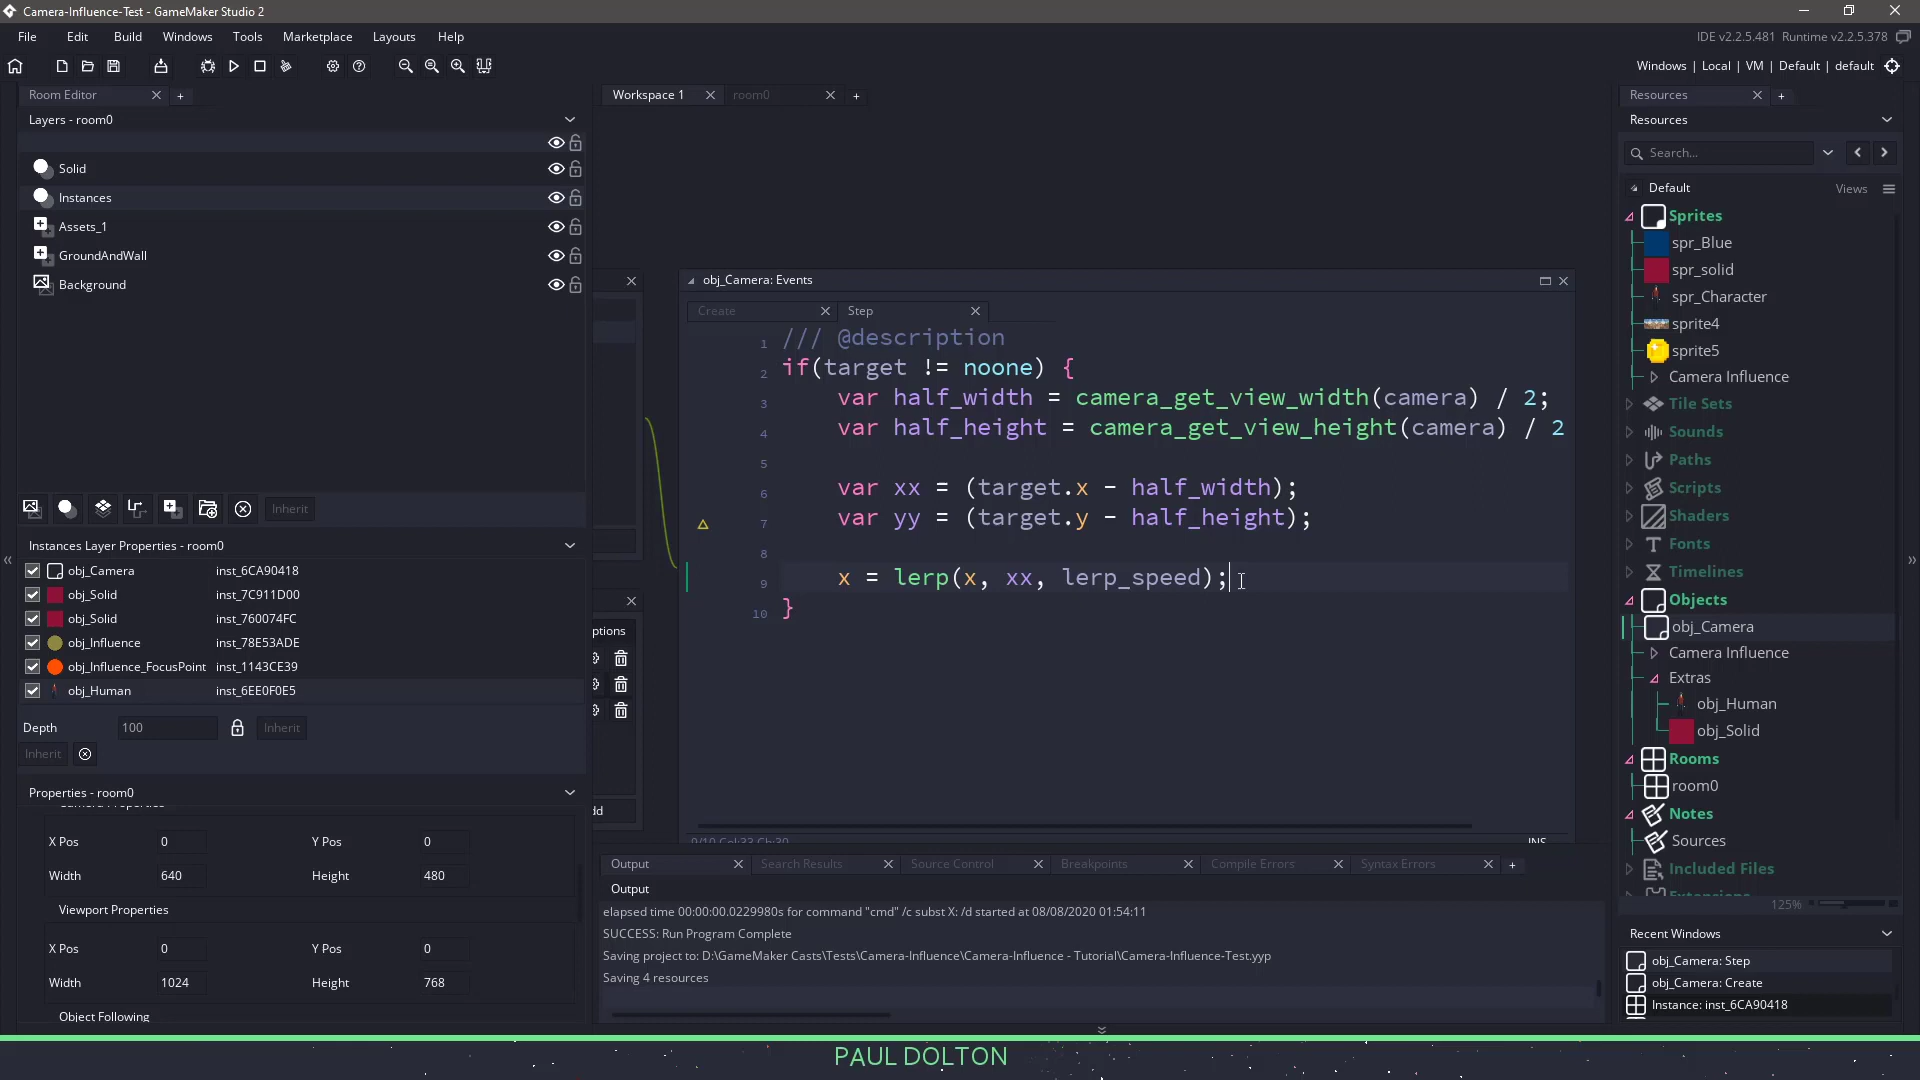 Camera-Influence-Test - GameMaker Studio 2
File Edit Build Windows Tools Marketplace Layouts Help
IDE v2.2.5.481 Runtime v2.2.5.378
Windows | Local | VM | Default | default
Room Editor
Layers - room0
Solid
Instances
Assets_1
GroundAndWall
Background
Inherit
Instances Layer Properties - room0
obj_Camera inst_6CA90418
obj_Solid inst_7C911D00
obj_Solid inst_760074FC
obj_Influence inst_78E53ADE
obj_Influence_FocusPoint inst_1143CE39
obj_Human inst_6EE0F0E5
Depth 100 Inherit
Inherit
Properties - room0
Camera Properties
X Pos 0 Y Pos 0
Width 640 Height 480
Viewport Properties
X Pos 0 Y Pos 0
Width 1024 Height 768
Object Following
Workspace 1 room0
ptions
dd
obj_Camera: Events
Create Step
1 /// @description
2 if(target != noone) {
3 var half_width = camera_get_view_width(camera) / 2;
4 var half_height = camera_get_view_height(camera) / 2
5
6 var xx = (target.x - half_width);
7 var yy = (target.y - half_height);
8
9 x = lerp(x, xx, lerp_speed);
10 }
INS
Output Search Results Source Control Breakpoints Compile Errors Syntax Errors
Output
elapsed time 00:00:00.0229980s for command "cmd" /c subst X: /d started at 08/08/2020 01:54:11
SUCCESS: Run Program Complete
Saving project to: D:\GameMaker Casts\Tests\Camera-Influence\Camera-Influence - Tutorial\Camera-Influence-Test.yyp
Saving 4 resources
Resources
Resources
Search...
Default Views
Sprites
spr_Blue
spr_solid
spr_Character
sprite4
sprite5
Camera Influence
Tile Sets
Sounds
Paths
Scripts
Shaders
Fonts
Timelines
Objects
obj_Camera
Camera Influence
Extras
obj_Human
obj_Solid
Rooms
room0
Notes
Sources
Included Files
Extensions
125%
Recent Windows
obj_Camera: Step
obj_Camera: Create
Instance: inst_6CA90418
PAUL DOLTON